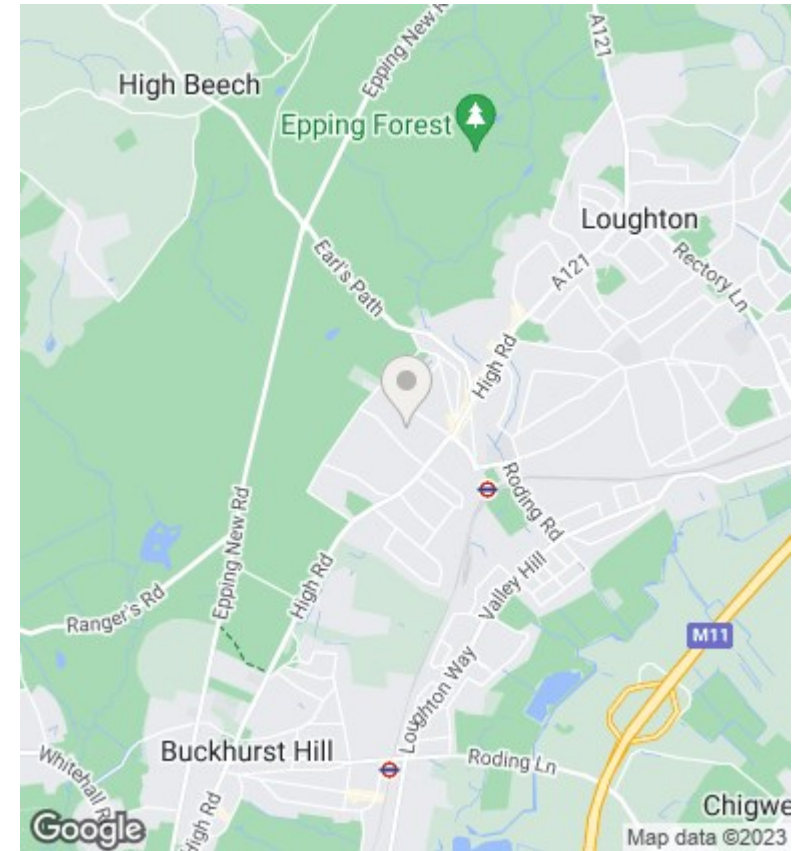 Epping New R
A121
High Beech
Epping Forest
Loughton
Rectory Ln
A121
Earl's Path
High Rd
Roding Rd
Epping New Rd
High Rd
Valley Hill
Ranger's Rd
M11
Loughton Way
Buckhurst Hill
Roding Ln
Whitehall R
High Rd
Chigwe
Google
Map data ©2023